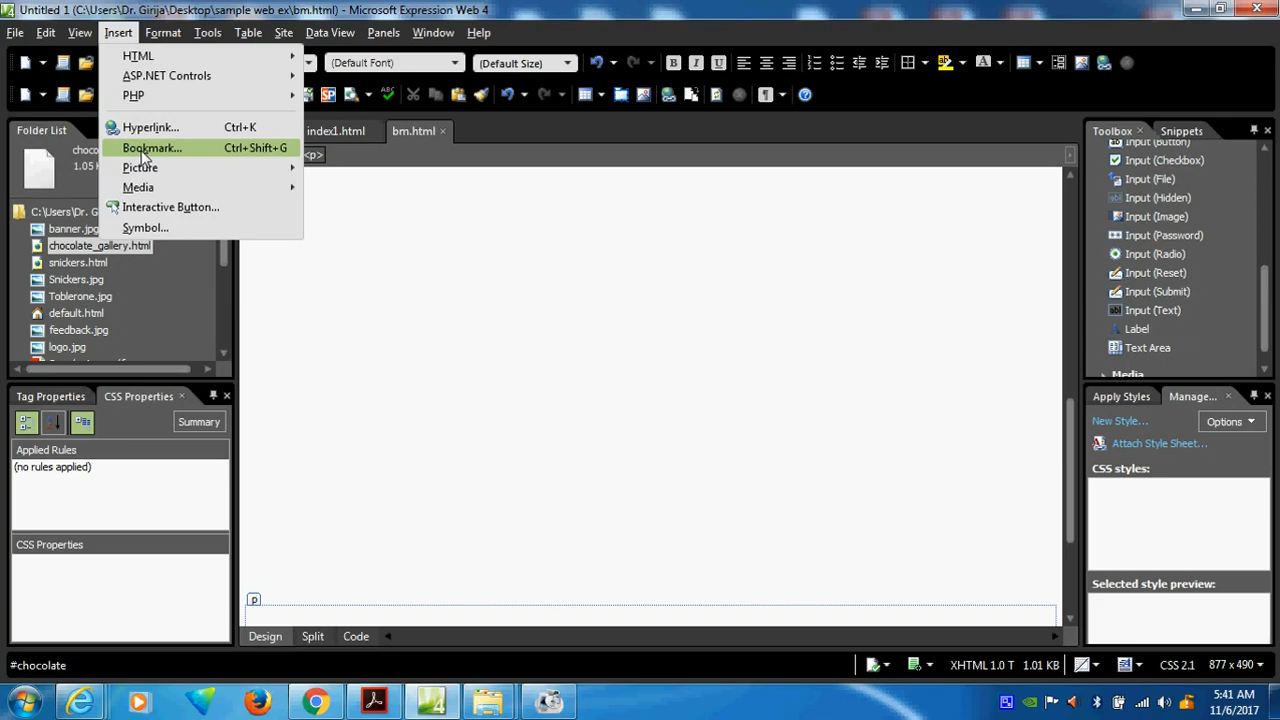 Untitled 1 (C:\Users\Dr. Girija\Desktop\sample web ex\bm.html) - Microsoft Expression Web 4
File Edit View Insert Format Tools Table Site Data View Panels Window Help
HTML
ASP.NET Controls
PHP
Hyperlink... Ctrl+K
Bookmark... Ctrl+Shift+G
Picture
Media
Interactive Button...
Symbol...
(Default Font) (Default Size) B I U
Folder List
1.05 K
C:\Users\Dr. G
banner.jpg
chocolate_gallery.html
snickers.html
Snickers.jpg
Toblerone.jpg
default.html
feedback.jpg
logo.jpg
index1.html bm.html
<p>
p
Design Split Code
Tag Properties CSS Properties
Summary
Applied Rules
(no rules applied)
CSS Properties
Toolbox Snippets
Input (Button)
Input (Checkbox)
Input (File)
Input (Hidden)
Input (Image)
Input (Password)
Input (Radio)
Input (Reset)
Input (Submit)
Input (Text)
Label
Text Area
Media
Apply Styles Manage...
New Style... Options
Attach Style Sheet...
CSS styles:
Selected style preview:
#chocolate XHTML 1.0 T 1.01 KB CSS 2.1 877 x 490
5:41 AM
11/6/2017